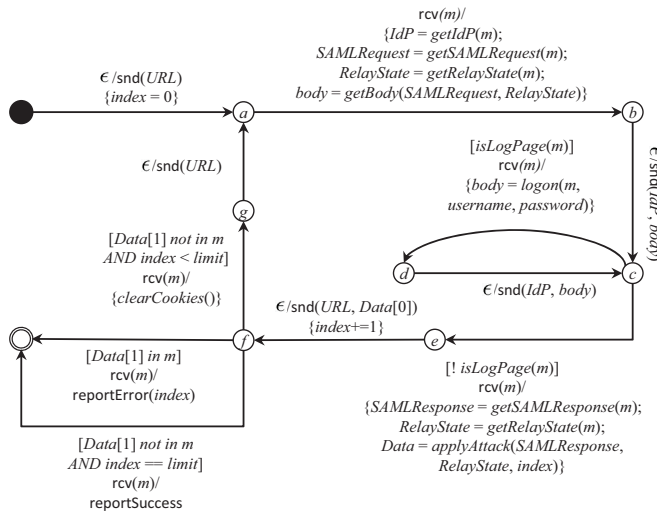 rcv(m)/
{IdP = getIdP(m);
SAMLRequest = getSAMLRequest(m);
RelayState = getRelayState(m);
body = getBody(SAMLRequest, RelayState)}
ϵ/snd(URL)
{index = 0}
a
b
ϵ/snd(IdP, body)
[isLogPage(m)]
rcv(m)/
{body = logon(m,
username, password)}
ϵ/snd(URL)
g
[Data[1] not in m
AND index < limit]
rcv(m)/
{clearCookies()}
d
c
ϵ/snd(IdP, body)
ϵ/snd(URL, Data[0])
{index+=1}
f
e
[Data[1] in m]
rcv(m)/
reportError(index)
[! isLogPage(m)]
rcv(m)/
{SAMLResponse = getSAMLResponse(m);
RelayState = getRelayState(m);
Data = applyAttack(SAMLResponse,
RelayState, index)}
[Data[1] not in m
AND index == limit]
rcv(m)/
reportSuccess